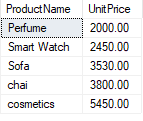 ProductName UnitPrice
Perfume 2000.00
Smart Watch 2450.00
Sofa 3530.00
chai 3800.00
cosmetics 5450.00